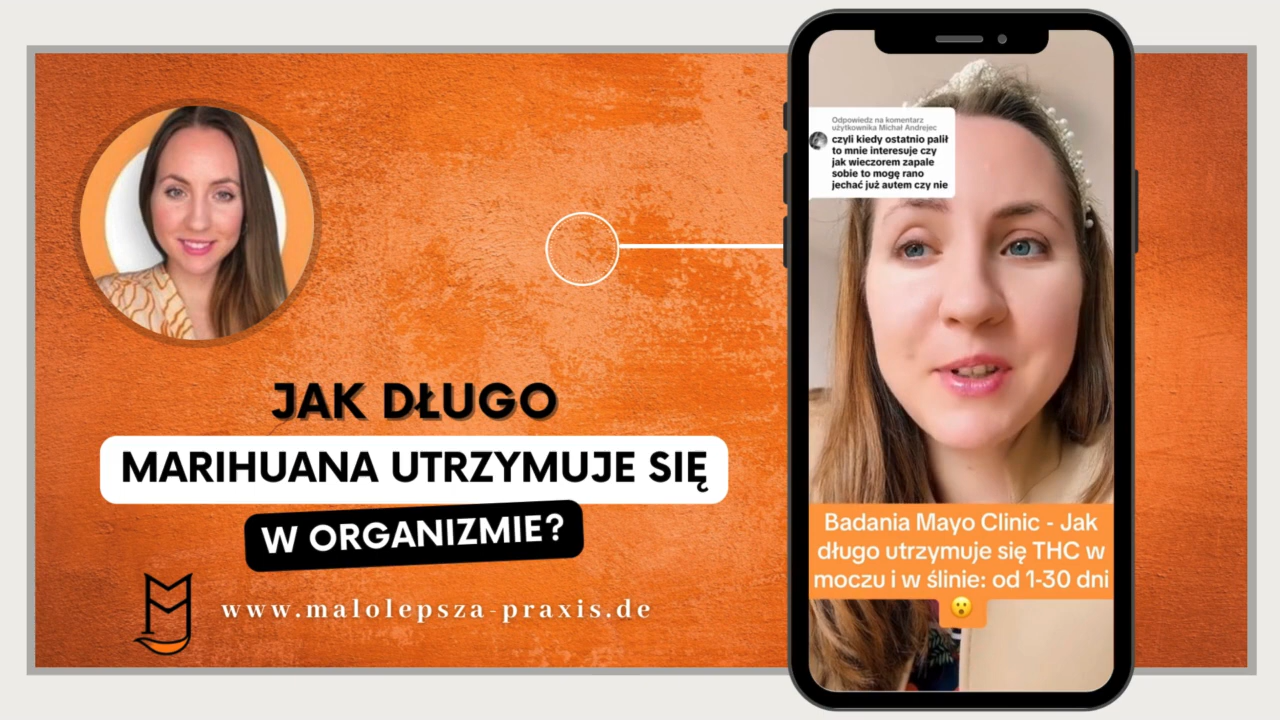 JAK DŁUGO
MARIHUANA UTRZYMUJE SIĘ
W ORGANIZMIE?
www.malolepsza-praxis.de
Odpowiedz na komentarz
użytkownika Michał Andrejec
czyli kiedy ostatnio palił
to mnie interesuje czy
jak wieczorem zapale
sobie to mogę rano
jechać już autem czy nie
Badania Mayo Clinic - Jak
długo utrzymuje się THC w
moczu i w ślinie: od 1-30 dni
😮